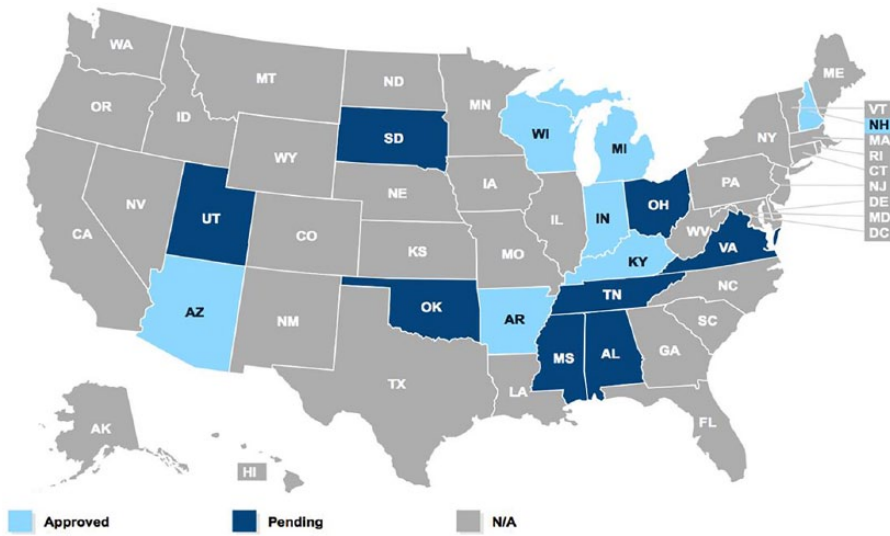 WA
MT
ND
MN
ME
OR
ID
SD
WI
VT
NH
WY
MI
NY
MA
RI
CT
NJ
NE
IA
PA
DE
NV
UT
IL
IN
OH
MD
CA
CO
KS
MO
WV
VA
DC
KY
AZ
NM
OK
AR
TN
NC
SC
MS
AL
GA
TX
LA
FL
AK
HI
Approved
Pending
N/A